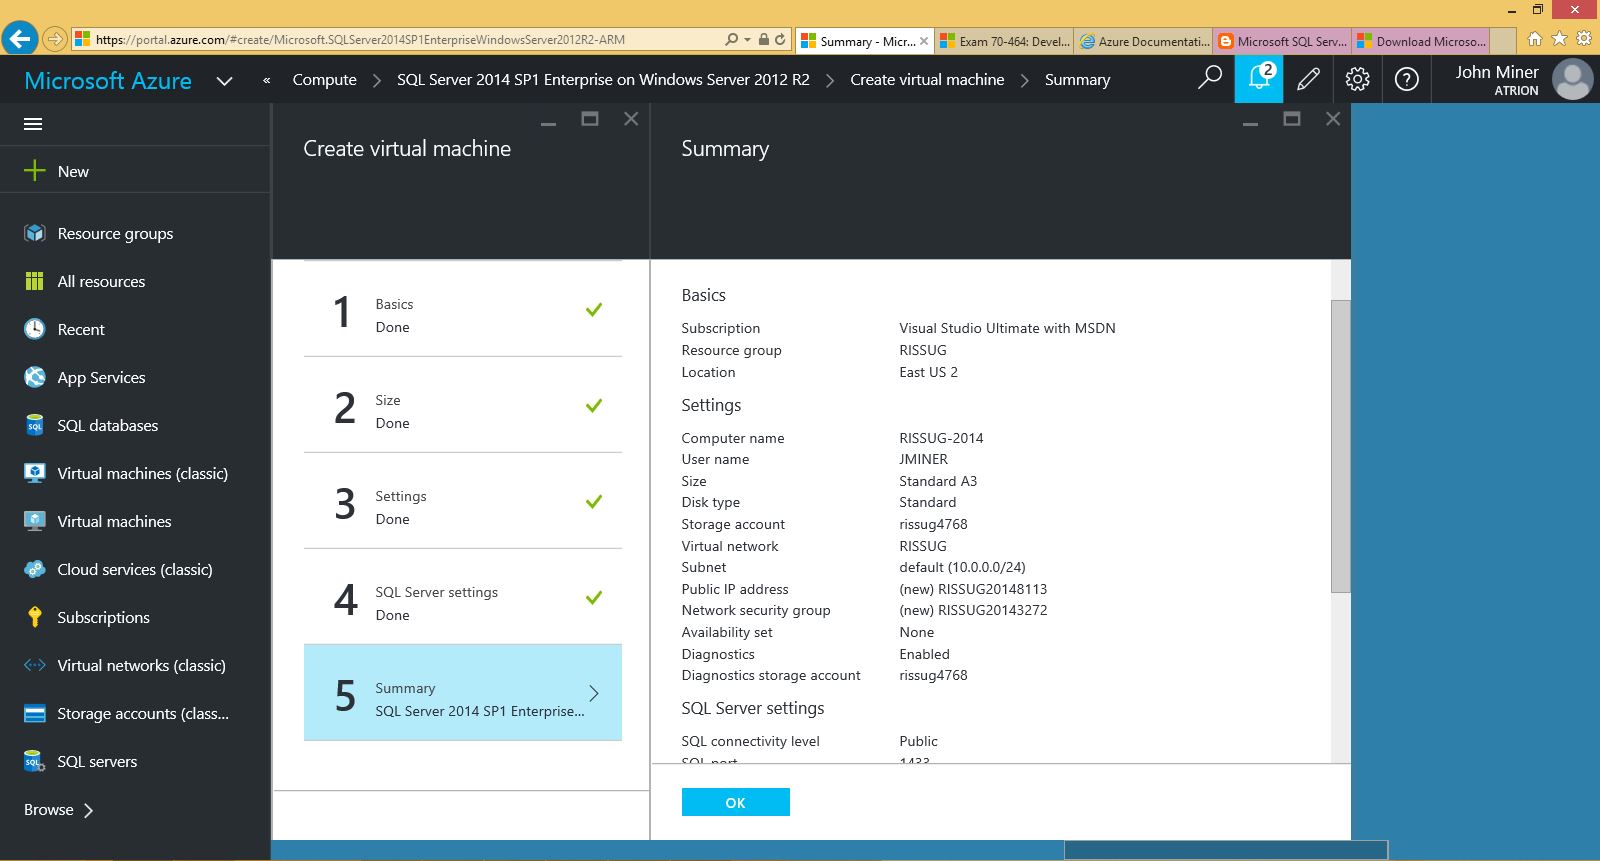 https://portal.azure.com/#create/Microsoft.SQLServer2014SP1EnterpriseWindowsServer2012R2-ARM
Summary - Micr...
Exam 70-464: Devel...
Azure Documentati...
Microsoft SQL Serv...
Download Microso...
Microsoft Azure
«
Compute > SQL Server 2014 SP1 Enterprise on Windows Server 2012 R2 > Create virtual machine > Summary
2
John Miner
ATRION
New
Resource groups
All resources
Recent
App Services
SQL databases
Virtual machines (classic)
Virtual machines
Cloud services (classic)
Subscriptions
Virtual networks (classic)
Storage accounts (class...
SQL servers
Browse >
Create virtual machine
1 Basics
Done
2 Size
Done
3 Settings
Done
4 SQL Server settings
Done
5 Summary
SQL Server 2014 SP1 Enterprise...
Summary
Basics
Subscription Visual Studio Ultimate with MSDN
Resource group RISSUG
Location East US 2
Settings
Computer name RISSUG-2014
User name JMINER
Size Standard A3
Disk type Standard
Storage account rissug4768
Virtual network RISSUG
Subnet default (10.0.0.0/24)
Public IP address (new) RISSUG20148113
Network security group (new) RISSUG20143272
Availability set None
Diagnostics Enabled
Diagnostics storage account rissug4768
SQL Server settings
SQL connectivity level Public
SQL port 1433
OK